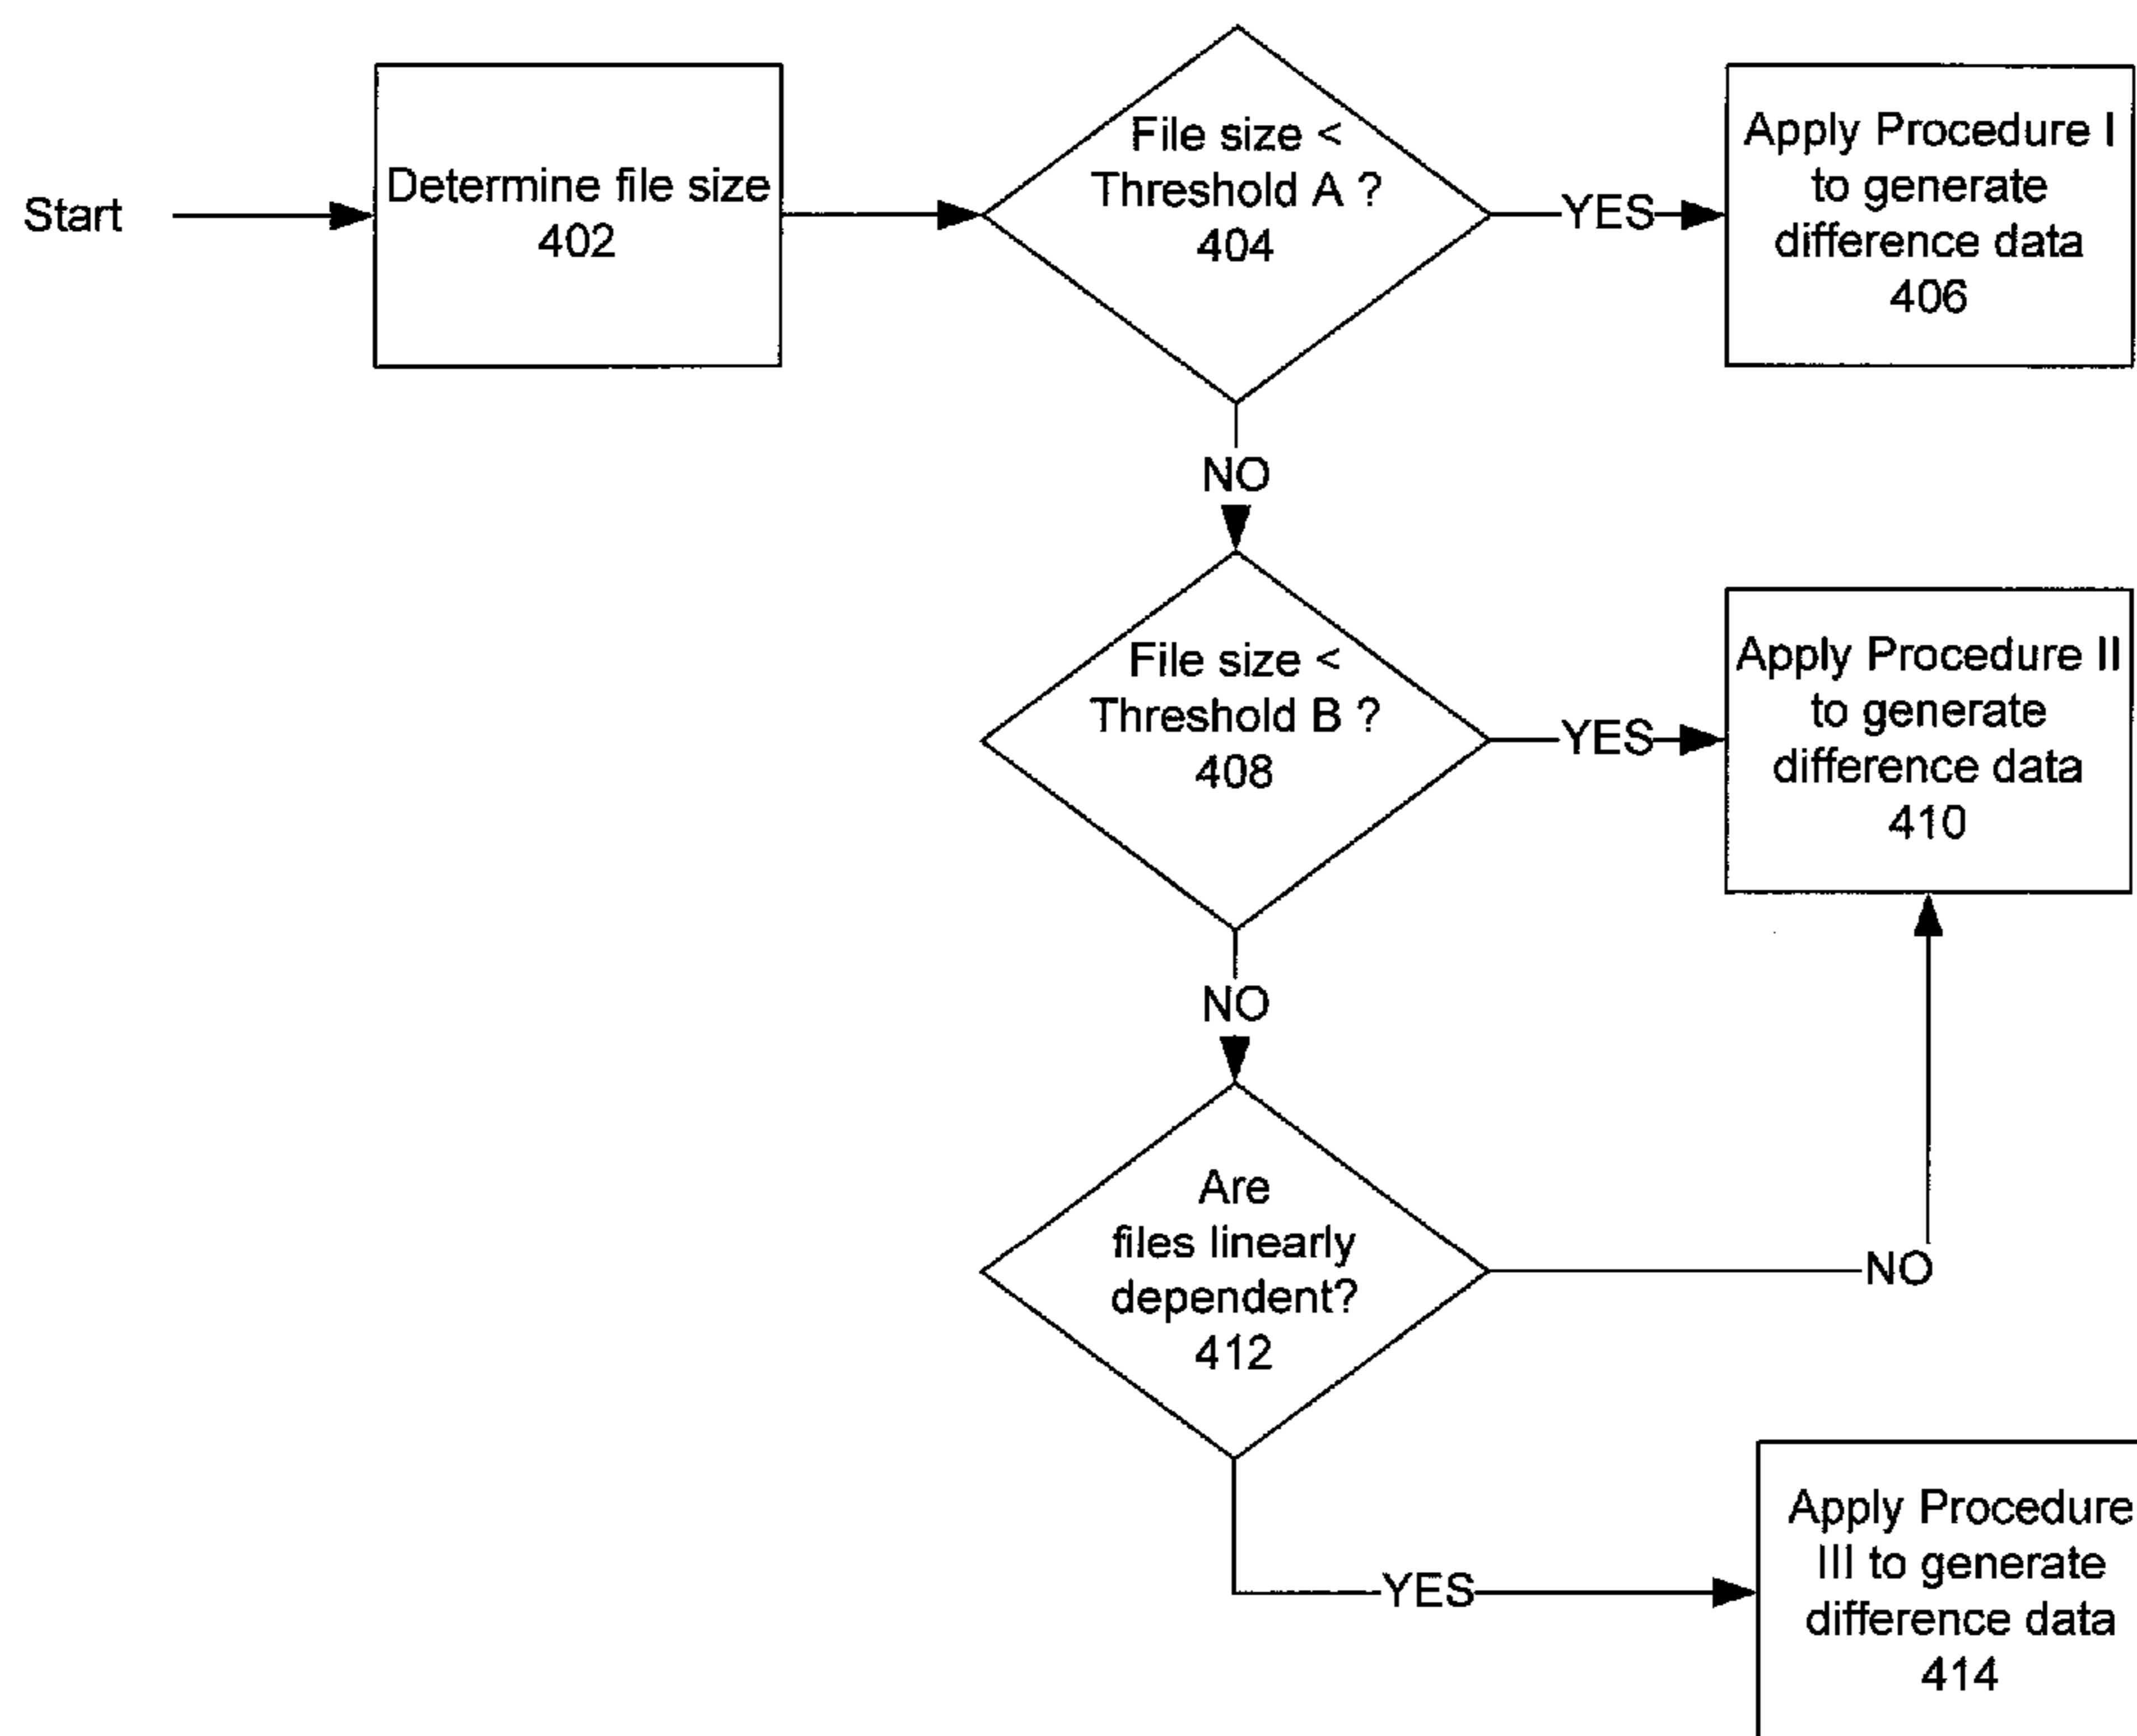 Start
Determine file size
402
File size <
Threshold A ?
404
YES
Apply Procedure I
to generate
difference data
406
NO
File size <
Threshold B ?
408
YES
Apply Procedure II
to generate
difference data
410
NO
Are
files linearly
dependent?
412
NO
YES
Apply Procedure
III to generate
difference data
414